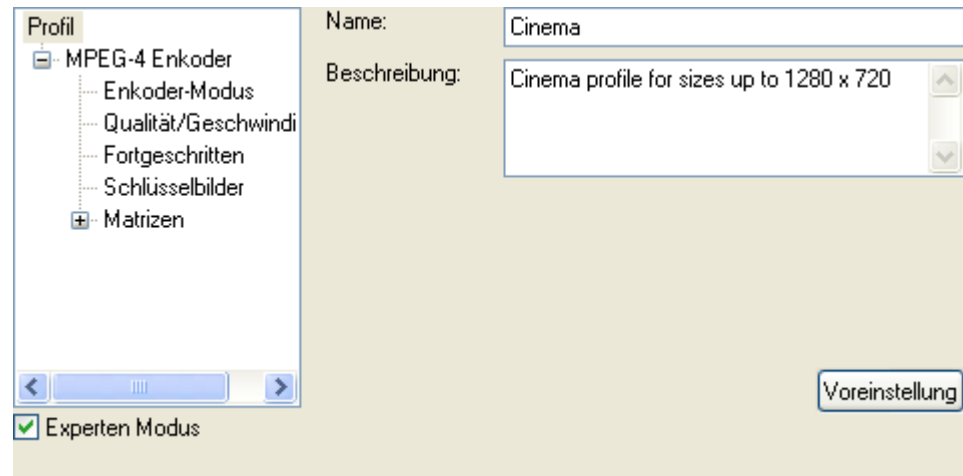 Profil
MPEG-4 Enkoder
Enkoder-Modus
Qualität/Geschwindi
Fortgeschritten
Schlüsselbilder
Matrizen
Experten Modus
Name:
Cinema
Beschreibung:
Cinema profile for sizes up to 1280 x 720
Voreinstellung